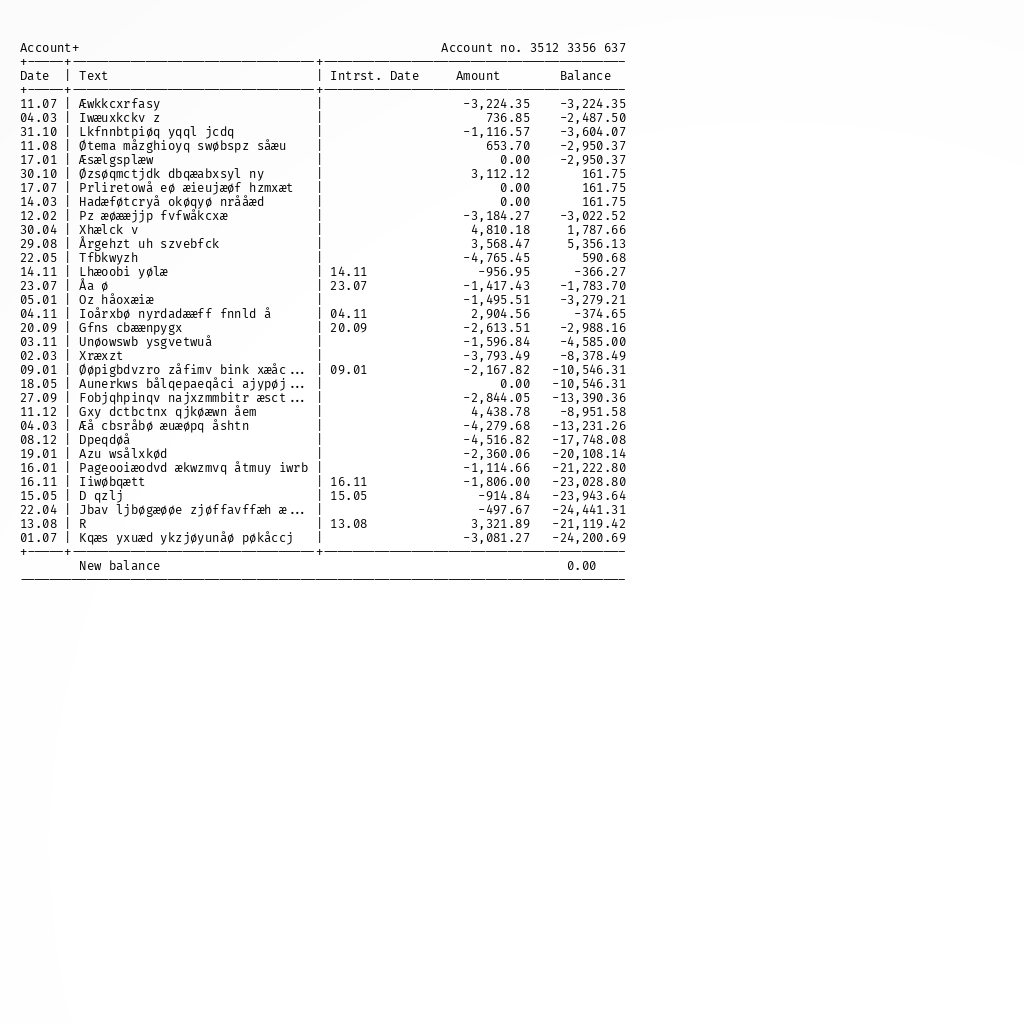 Account+ Account no. 3512 3356 637
Date | Text | Intrst. Date Amount Balance
11.07 | Æwkkcxrfasy | -3,224.35 -3,224.35
04.03 | Iwæuxkckv z | 736.85 -2,487.50
31.10 | Lkfnnbtpiøq yqql jcdq | -1,116.57 -3,604.07
11.08 | Øtema måzghioyq swøbspz såæu | 653.70 -2,950.37
17.01 | Æsælgsplæw | 0.00 -2,950.37
30.10 | Øzsøqmctjdk dbqæabxsyl ny | 3,112.12 161.75
17.07 | Prliretowå eø æieujæøf hzmxæt | 0.00 161.75
14.03 | Hadæføtcryå okøqyø nrååæd | 0.00 161.75
12.02 | Pz æøææjjp fvfwåkcxæ | -3,184.27 -3,022.52
30.04 | Xhælck v | 4,810.18 1,787.66
29.08 | Årgehzt uh szvebfck | 3,568.47 5,356.13
22.05 | Tfbkwyzh | -4,765.45 590.68
14.11 | Lhæoobi yølæ | 14.11 -956.95 -366.27
23.07 | Åa ø | 23.07 -1,417.43 -1,783.70
05.01 | Oz håoxæiæ | -1,495.51 -3,279.21
04.11 | Ioårxbø nyrdadææff fnnld å | 04.11 2,904.56 -374.65
20.09 | Gfns cbæænpygx | 20.09 -2,613.51 -2,988.16
03.11 | Unøowswb ysgvetwuå | -1,596.84 -4,585.00
02.03 | Xræxzt | -3,793.49 -8,378.49
09.01 | Øøpigbdvzro zåfimv bink xæåc... | 09.01 -2,167.82 -10,546.31
18.05 | Aunerkws bålqepaeqåci ajypøj... | 0.00 -10,546.31
27.09 | Fobjqhpinqv najxzmmbitr æsct... | -2,844.05 -13,390.36
11.12 | Gxy dctbctnx qjkøæwn åem | 4,438.78 -8,951.58
04.03 | Æå cbsråbø æuæøpq åshtn | -4,279.68 -13,231.26
08.12 | Dpeqdøå | -4,516.82 -17,748.08
19.01 | Azu wsålxkød | -2,360.06 -20,108.14
16.01 | Pageooiæodvd ækwzmvq åtmuy iwrb | -1,114.66 -21,222.80
16.11 | Iiwøbqætt | 16.11 -1,806.00 -23,028.80
15.05 | D qzlj | 15.05 -914.84 -23,943.64
22.04 | Jbav ljbøgæøøe zjøffavffæh æ... | -497.67 -24,441.31
13.08 | R | 13.08 3,321.89 -21,119.42
01.07 | Kqæs yxuæd ykzjøyunåø pøkåccj | -3,081.27 -24,200.69
New balance 0.00